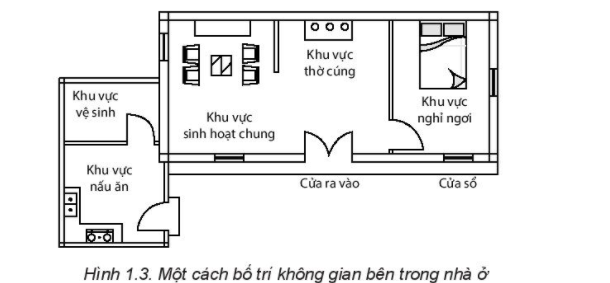 Khu vực
thờ cúng
Khu vực
vệ sinh
Khu vực
sinh hoạt chung
Khu vực
nghỉ ngơi
Khu vực
nấu ăn
Cửa ra vào
Cửa sổ
Hình 1.3. Một cách bố trí không gian bên trong nhà ở